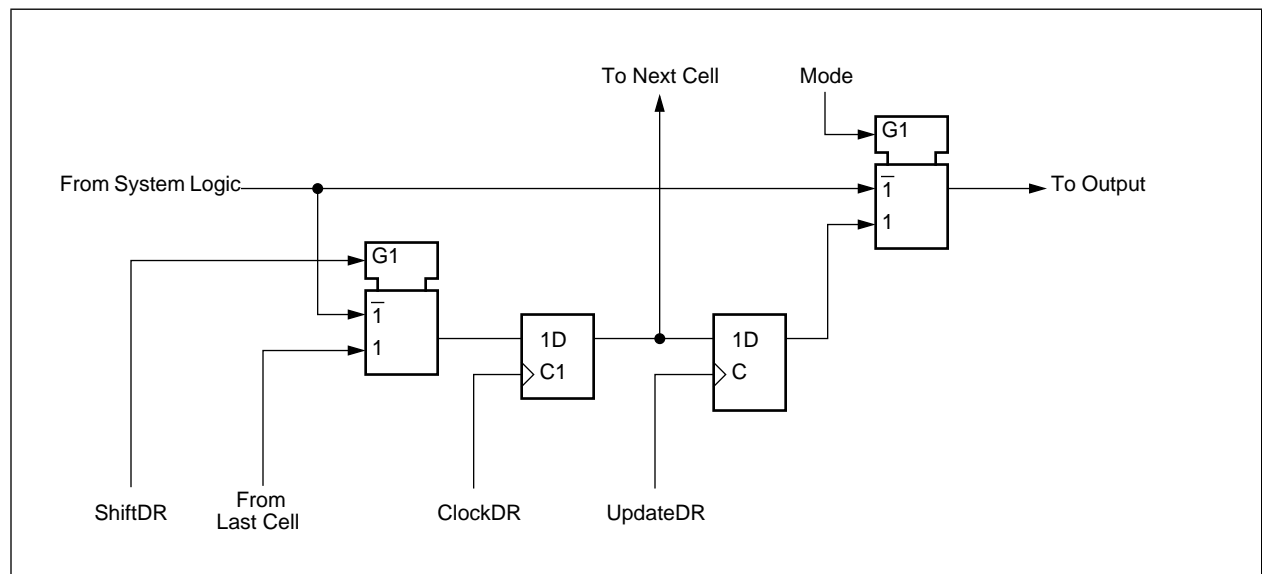 To Next Cell
Mode
G1
From System Logic
1̅
1
To Output
G1
1̅
1
1D
C1
1D
C
ShiftDR
From
Last Cell
ClockDR
UpdateDR